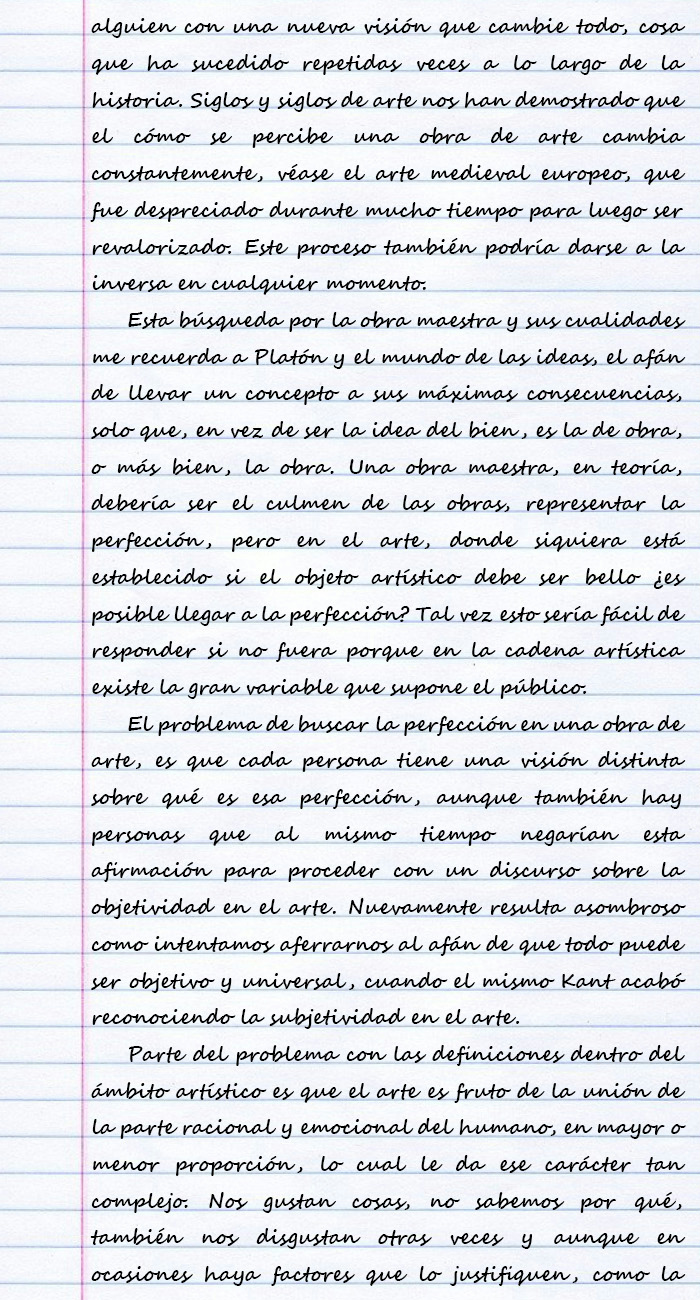 alguien con una nueva visión que cambie todo, cosa
que ha sucedido repetidas veces a lo largo de la
historia. Siglos y siglos de arte nos han demostrado que
el cómo se percibe una obra de arte cambia
constantemente, véase el arte medieval europeo, que
fue despreciado durante mucho tiempo para luego ser
revalorizado. Este proceso también podría darse a la
inversa en cualquier momento.
Esta búsqueda por la obra maestra y sus cualidades
me recuerda a Platón y el mundo de las ideas, el afán
de llevar un concepto a sus máximas consecuencias,
solo que, en vez de ser la idea del bien, es la de obra,
o más bien, la obra. Una obra maestra, en teoría,
debería ser el culmen de las obras, representar la
perfección, pero en el arte, donde siquiera está
establecido si el objeto artístico debe ser bello ¿es
posible llegar a la perfección? Tal vez esto sería fácil de
responder si no fuera porque en la cadena artística
existe la gran variable que supone el público.
El problema de buscar la perfección en una obra de
arte, es que cada persona tiene una visión distinta
sobre qué es esa perfección, aunque también hay
personas que al mismo tiempo negarían esta
afirmación para proceder con un discurso sobre la
objetividad en el arte. Nuevamente resulta asombroso
como intentamos aferrarnos al afán de que todo puede
ser objetivo y universal, cuando el mismo Kant acabó
reconociendo la subjetividad en el arte.
Parte del problema con las definiciones dentro del
ámbito artístico es que el arte es fruto de la unión de
la parte racional y emocional del humano, en mayor o
menor proporción, lo cual le da ese carácter tan
complejo. Nos gustan cosas, no sabemos por qué,
también nos disgustan otras veces y aunque en
ocasiones haya factores que lo justifiquen, como la